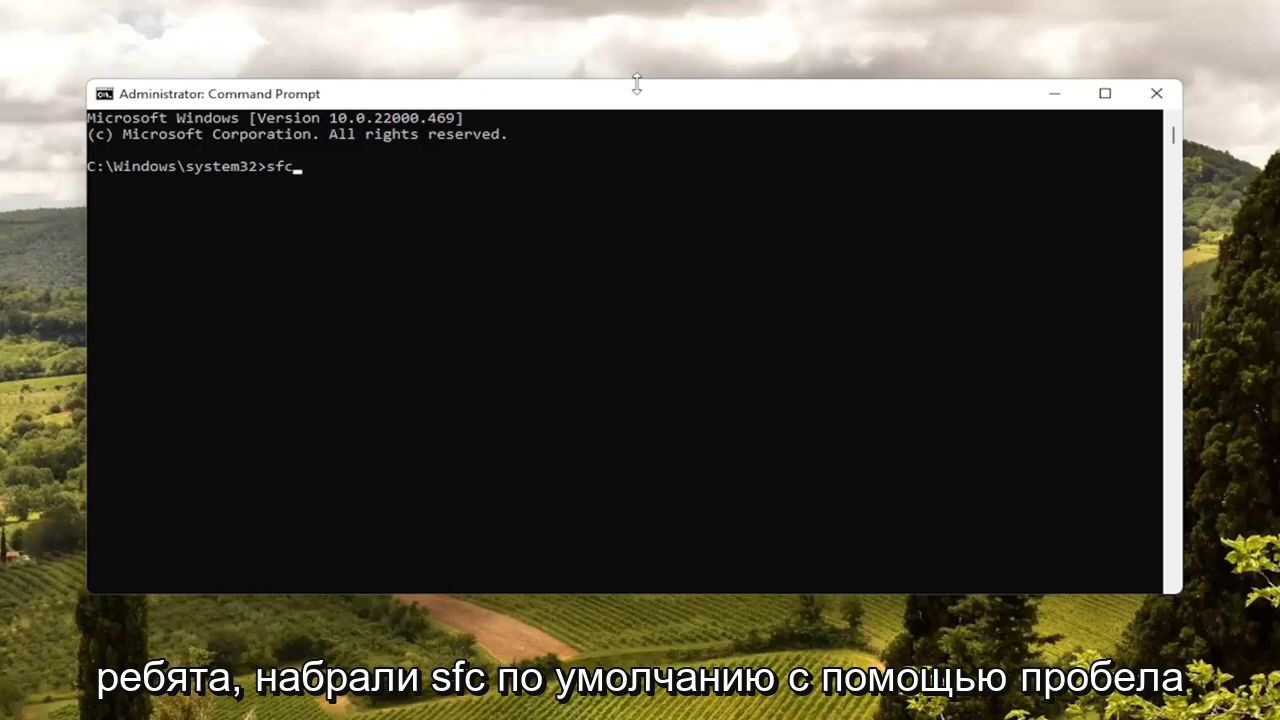 Administrator: Command Prompt
Microsoft Windows [Version 10.0.22000.469]
(c) Microsoft Corporation. All rights reserved.
C:\Windows\system32>sfc
ребята, набрали sfc по умолчанию с помощью пробела